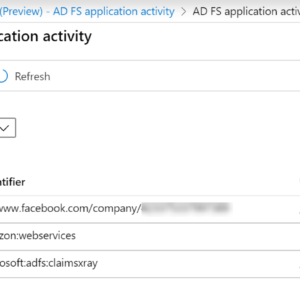 (Preview) - AD FS application activity > AD FS application activ
cation activity
Refresh
tifier
www.facebook.com/company/
zon:webservices
osoft:adfs:claimsxray